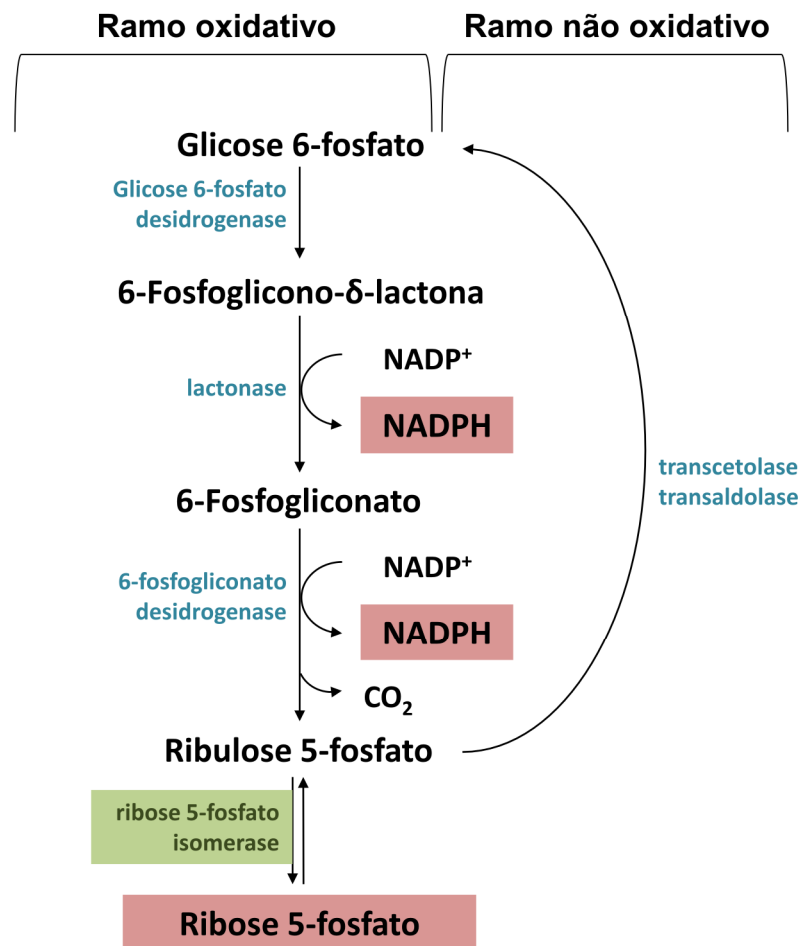 Ramo oxidativo
Ramo não oxidativo
Glicose 6-fosfato
Glicose 6-fosfato
desidrogenase
6-Fosfoglicono-δ-lactona
NADP⁺
lactonase
NADPH
6-Fosfogliconato
transcetolase
transaldolase
NADP⁺
6-fosfogliconato
desidrogenase
NADPH
CO₂
Ribulose 5-fosfato
ribose 5-fosfato
isomerase
Ribose 5-fosfato